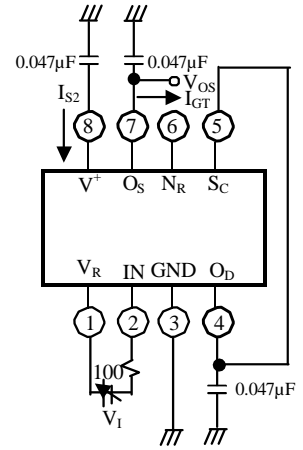 0.047µF
0.047µF
V_OS
I_S2
I_GT
8
7
6
5
V⁺
O_S
N_R
S_C
V_R
IN
GND
O_D
1
2
3
4
100
V_I
0.047µF